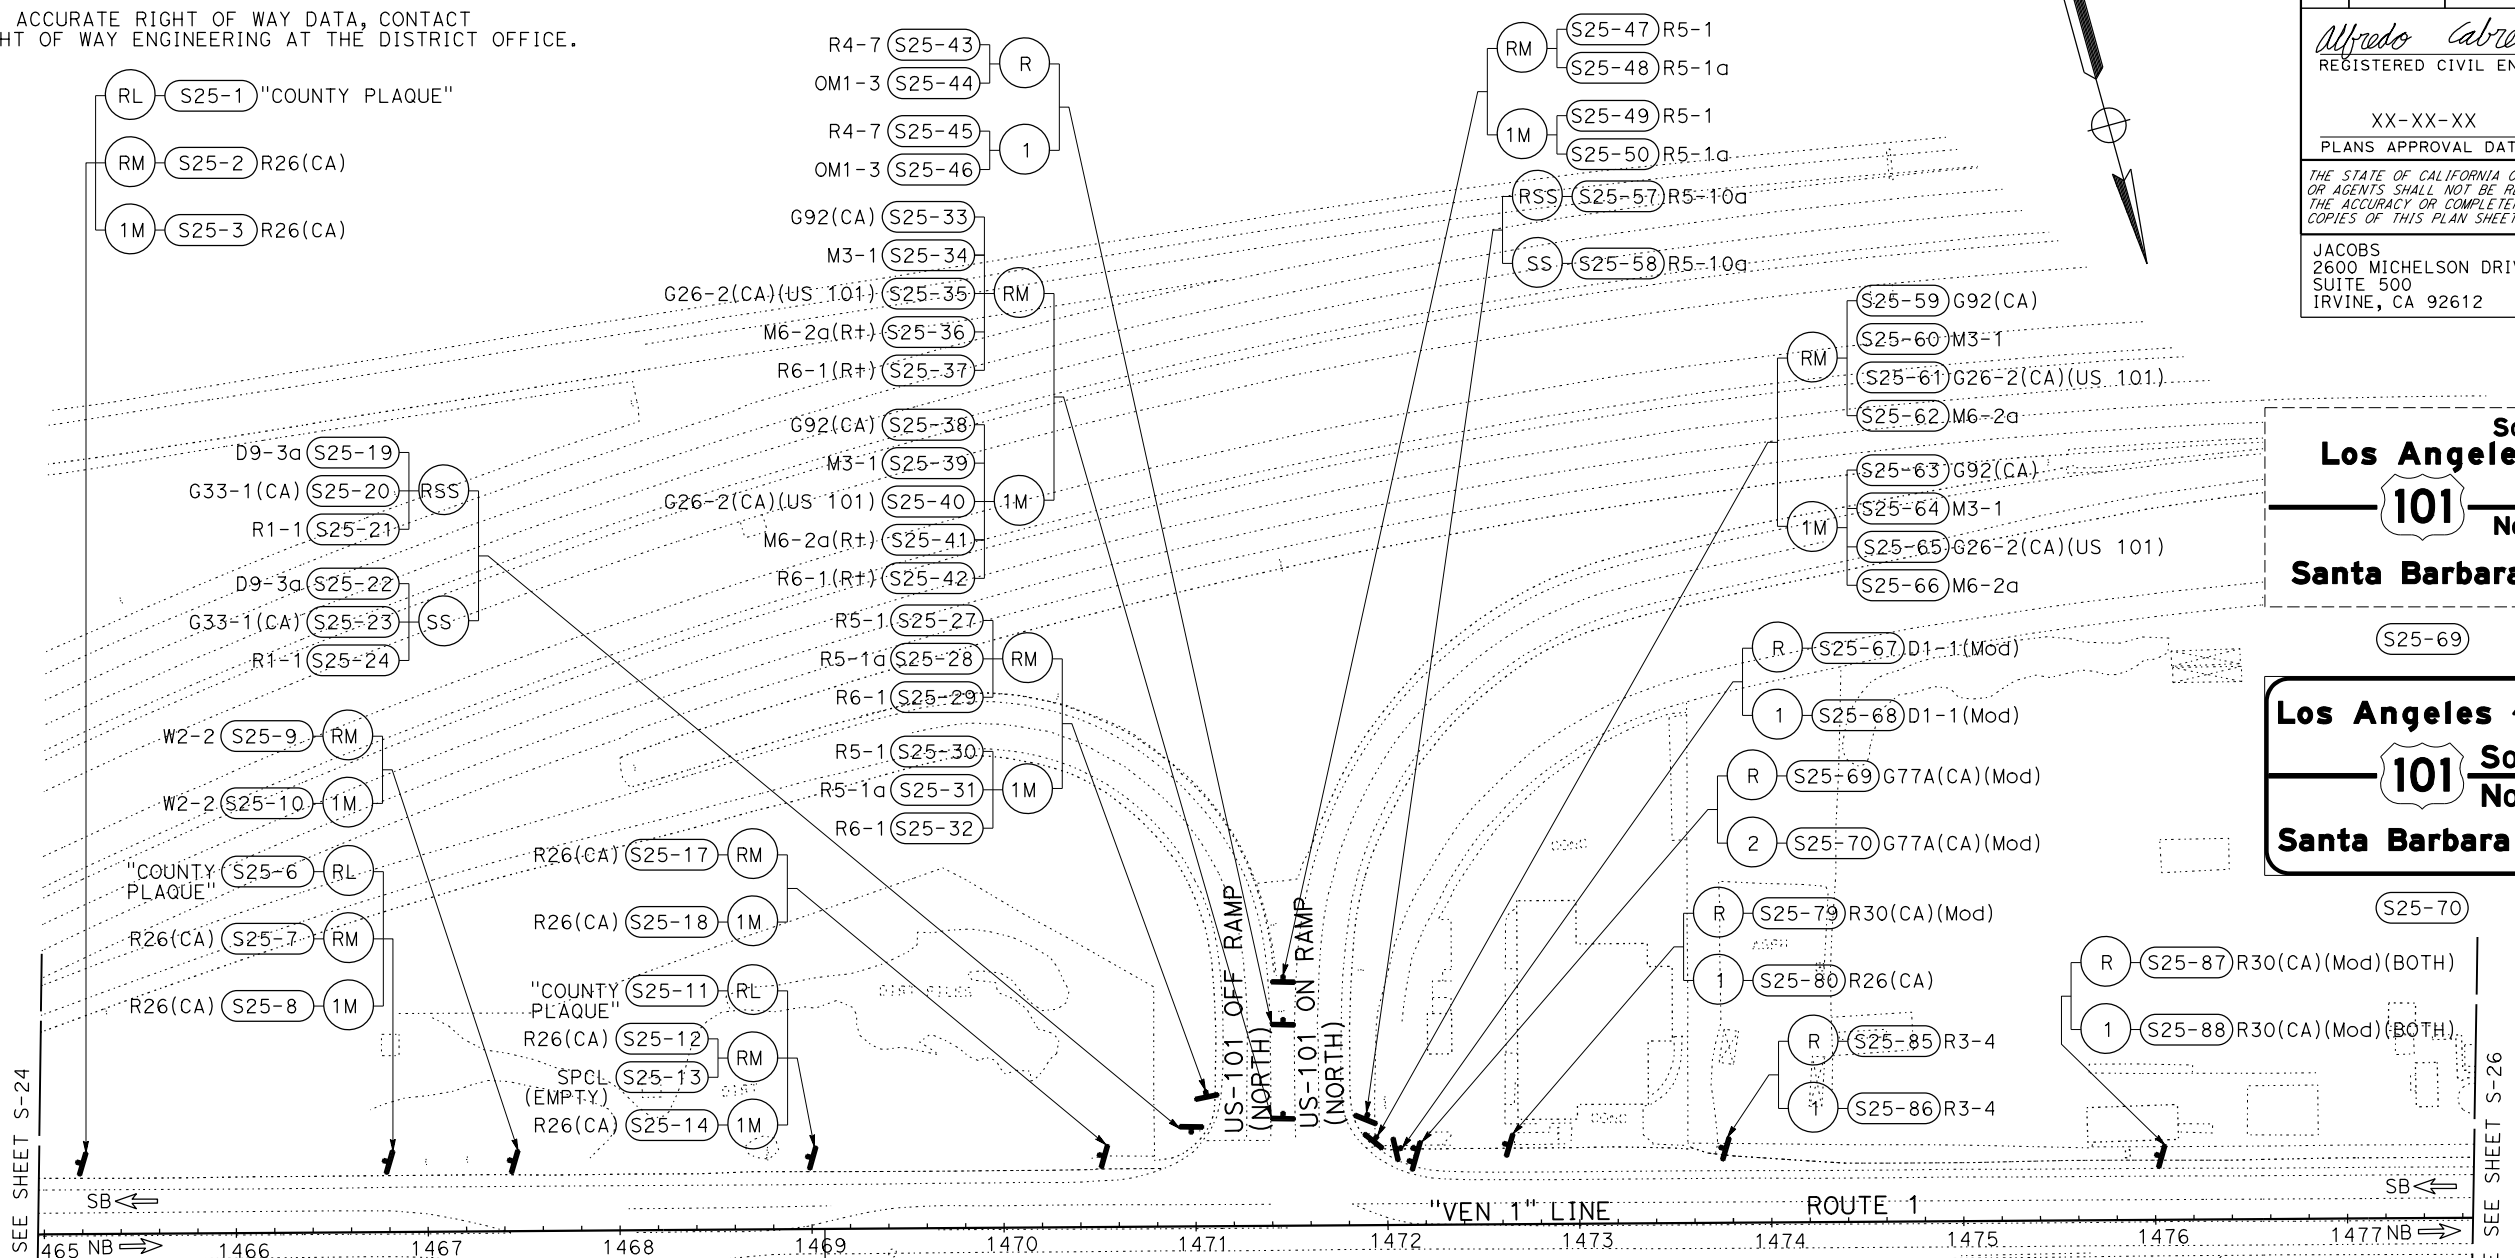 ACCURATE RIGHT OF WAY DATA, CONTACT
HT OF WAY ENGINEERING AT THE DISTRICT OFFICE.
RL S25-1 "COUNTY PLAQUE"
RM S25-2 R26(CA)
1M S25-3 R26(CA)
R4-7 S25-43 R
OM1-3 S25-44
R4-7 S25-45 1
OM1-3 S25-46
G92(CA) S25-33
M3-1 S25-34
G26-2(CA)(US 101) S25-35 RM
M6-2a(Rt) S25-36
R6-1(Rt) S25-37
G92(CA) S25-38
M3-1 S25-39
G26-2(CA)(US 101) S25-40 1M
M6-2a(Rt) S25-41
R6-1(Rt) S25-42
R5-1 S25-27
R5-1a S25-28 RM
R6-1 S25-29
R5-1 S25-30
R5-1a S25-31 1M
R6-1 S25-32
D9-3a S25-19
G33-1(CA) S25-20 RSS
R1-1 S25-21
D9-3a S25-22
G33-1(CA) S25-23 SS
R1-1 S25-24
W2-2 S25-9 RM
W2-2 S25-10 1M
"COUNTY S25-6 RL
PLAQUE"
R26(CA) S25-7 RM
R26(CA) S25-8 1M
R26(CA) S25-17 RM
R26(CA) S25-18 1M
"COUNTY S25-11 RL
PLAQUE"
R26(CA) S25-12
RM
SPCL S25-13
(EMPTY)
R26(CA) S25-14 1M
RM S25-47 R5-1
S25-48 R5-1a
1M S25-49 R5-1
S25-50 R5-1a
RSS S25-57 R5-10a
SS S25-58 R5-10a
S25-59 G92(CA)
RM S25-60 M3-1
S25-61 G26-2(CA)(US 101)
S25-62 M6-2a
S25-63 G92(CA)
1M S25-64 M3-1
S25-65 G26-2(CA)(US 101)
S25-66 M6-2a
R S25-67 D1-1(Mod)
1 S25-68 D1-1(Mod)
R S25-69 G77A(CA)(Mod)
2 S25-70 G77A(CA)(Mod)
R S25-79 R30(CA)(Mod)
1 S25-80 R26(CA)
R S25-85 R3-4
1 S25-86 R3-4
R S25-87 R30(CA)(Mod)(BOTH)
1 S25-88 R30(CA)(Mod)(BOTH)
Alfredo Cabre
REGISTERED CIVIL EN
XX-XX-XX
PLANS APPROVAL DAT
THE STATE OF CALIFORNIA O
OR AGENTS SHALL NOT BE RE
THE ACCURACY OR COMPLETEN
COPIES OF THIS PLAN SHEET
JACOBS
2600 MICHELSON DRIV
SUITE 500
IRVINE, CA 92612
So
Los Angele
101
No
Santa Barbara
S25-69
Los Angeles
101 So
No
Santa Barbara
S25-70
US-101 OFF RAMP
(NORTH)
US-101 ON RAMP
(NORTH)
SEE SHEET S-24
SEE SHEET S-26
SB
SB
"VEN 1" LINE
ROUTE 1
465 NB 1466 1467 1468 1469 1470 1471 1472 1473 1474 1475 1476 1477 NB